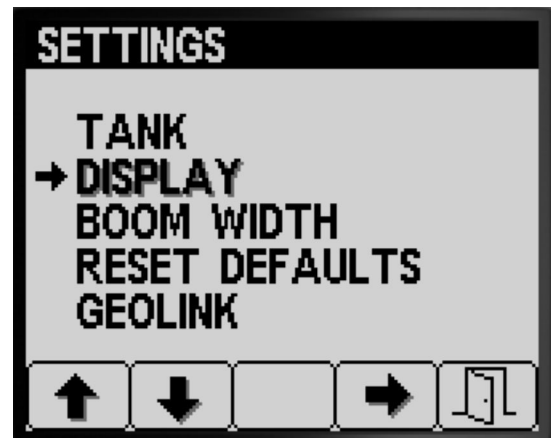 SETTINGS
TANK
DISPLAY
BOOM WIDTH
RESET DEFAULTS
GEOLINK